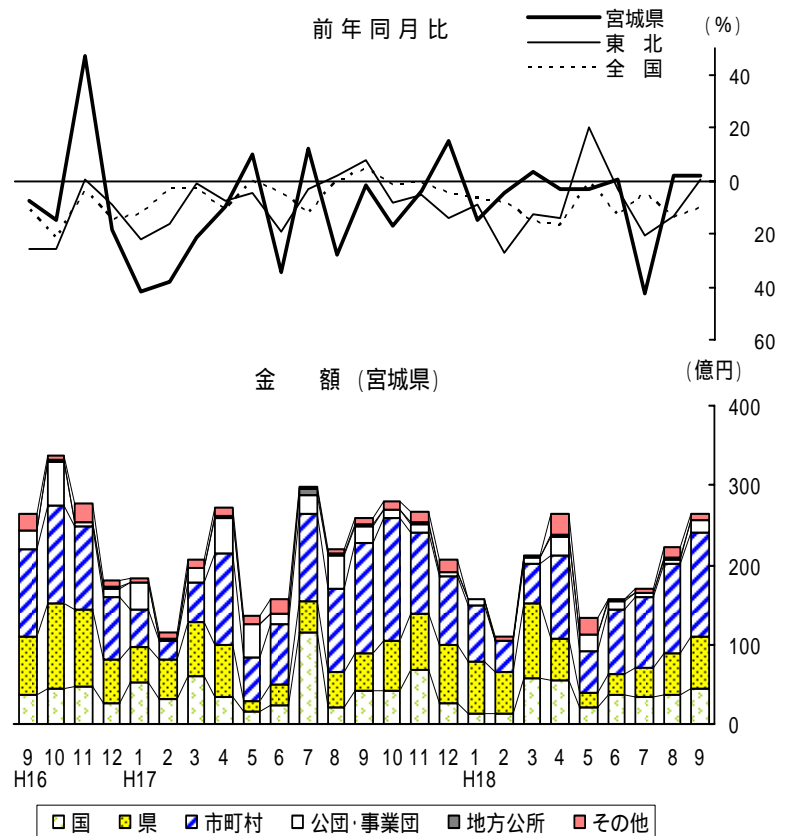 前年同月比
宮城県
東 北
全 国
(%)
40
20
0
20
40
60
金 額 (宮城県)
(億円)
400
300
200
100
0
9 10 11 12 1 2 3 4 5 6 7 8 9 10 11 12 1 2 3 4 5 6 7 8 9
H16 H17 H18
国 県 市町村 公団・事業団 地方公所 その他